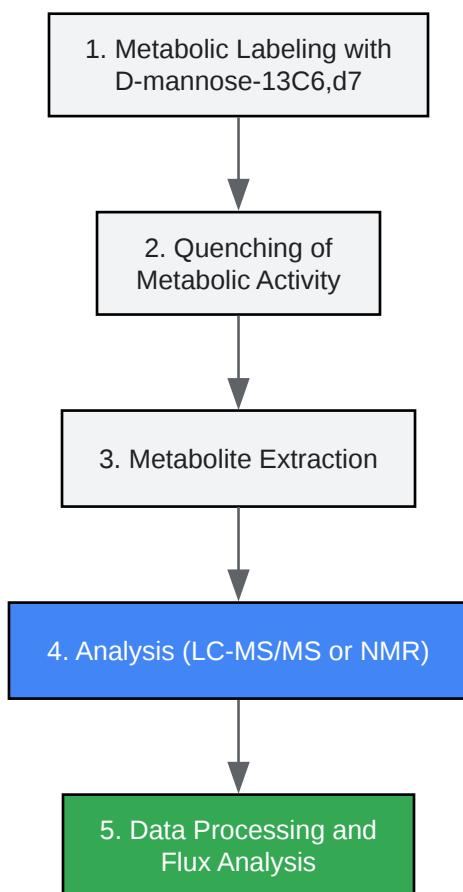 1. Metabolic Labeling with
D-mannose-13C6,d7
2. Quenching of
Metabolic Activity
3. Metabolite Extraction
4. Analysis (LC-MS/MS or NMR)
5. Data Processing and
Flux Analysis